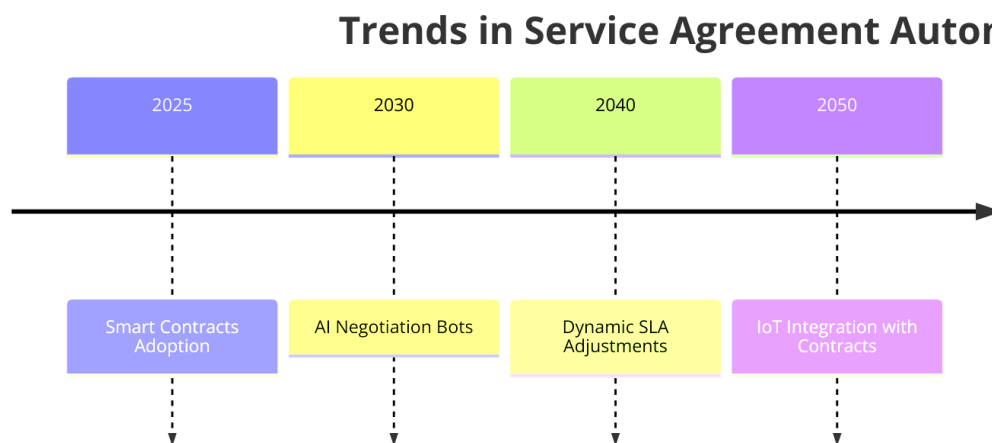 Trends in Service Agreement
2025
2030
2040
2050
Smart Contracts
Adoption
AI Negotiation Bots
Dynamic SLA
Adjustments
IoT Integration with
Contracts